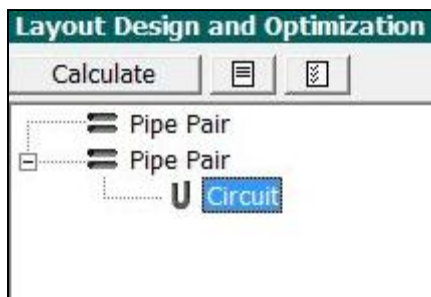 Layout Design and Optimization
Calculate
Pipe Pair
Pipe Pair
Circuit